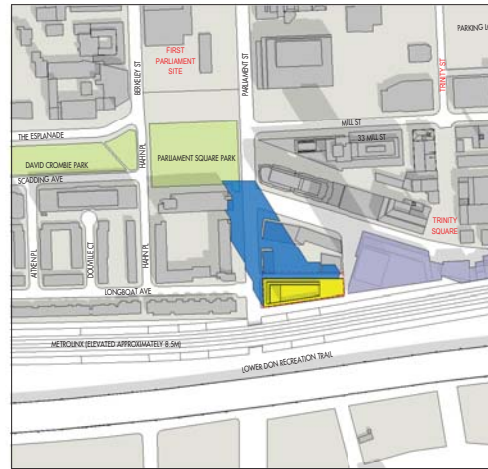 BERKELEY ST
FIRST
PARLIAMENT
SITE
PARLIAMENT ST
PARKING L
TRINITY ST
THE ESPLANADE
MILL ST
33 MILL ST
DAVID CROMBIE PARK
HAHN PL
PARLIAMENT SQUARE PARK
SCADDING AVE
AITKEN PL
DOUVILLE CT
HAHN PL
TRINITY
SQUARE
LONGBOAT AVE
METROLINX (ELEVATED APPROXIMATELY 8.5M)
LOWER DON RECREATION TRAIL